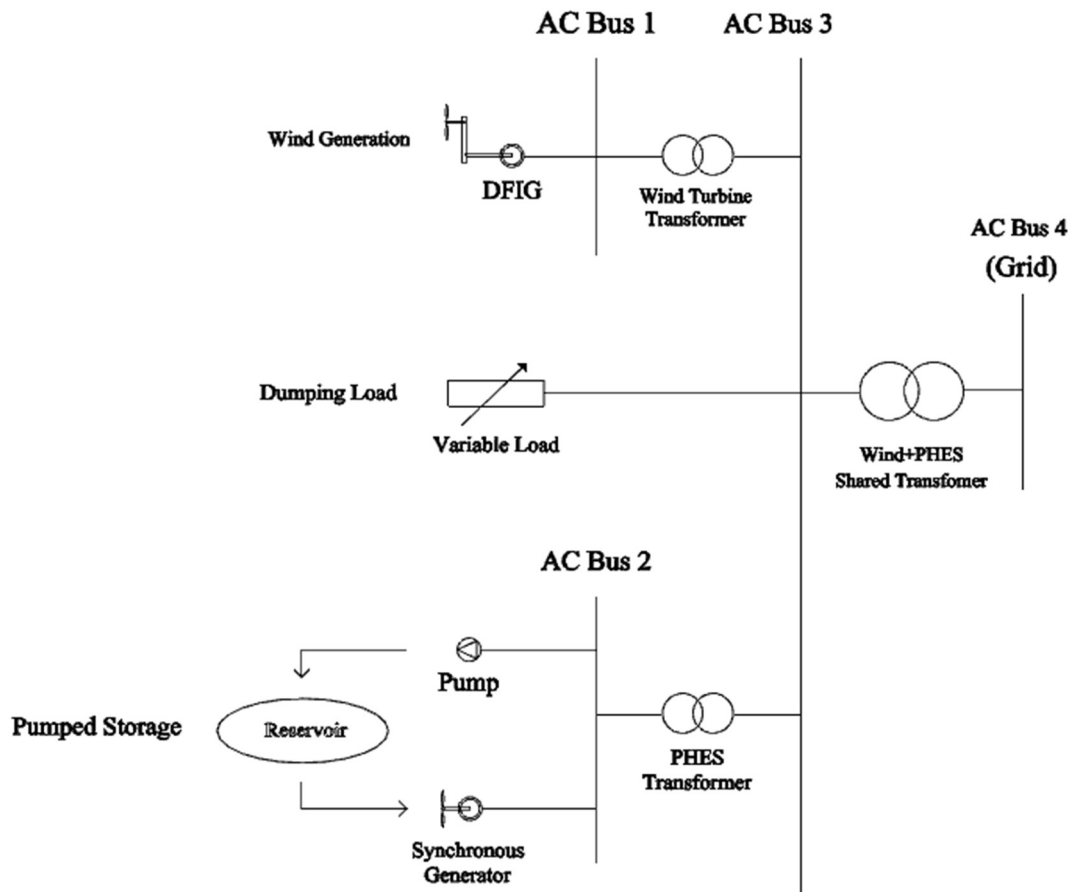 AC Bus 1
AC Bus 3
Wind Generation
DFIG
Wind Turbine
Transformer
AC Bus 4
(Grid)
Dumping Load
Variable Load
Wind+PHES
Shared Transfomer
AC Bus 2
Pump
Pumped Storage
Reservoir
PHES
Transformer
Synchronous
Generator